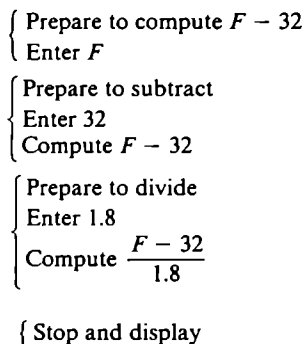 Prepare to compute F − 32
Enter F
Prepare to subtract
Enter 32
Compute F − 32
Prepare to divide
Enter 1.8
Compute \frac{F − 32}{1.8}
Stop and display